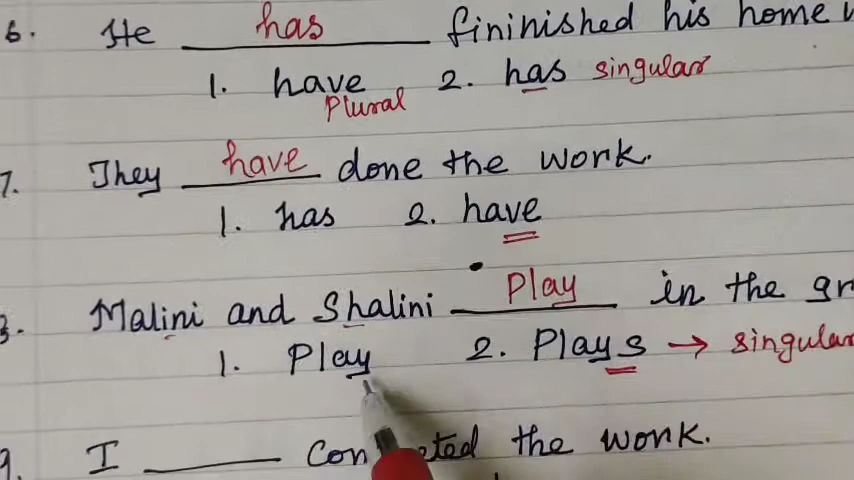 6. He has fininished his home
1. have 2. has singular
Plural
7. They have done the work.
1. has 2. have
Malini and Shalini Play in the
1. Play 2. Plays → singular
9. I the work.